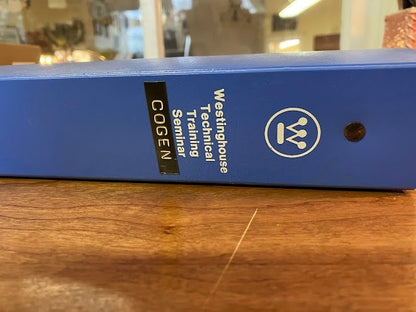 Westinghouse
Technical
Training
Seminar
COGEN